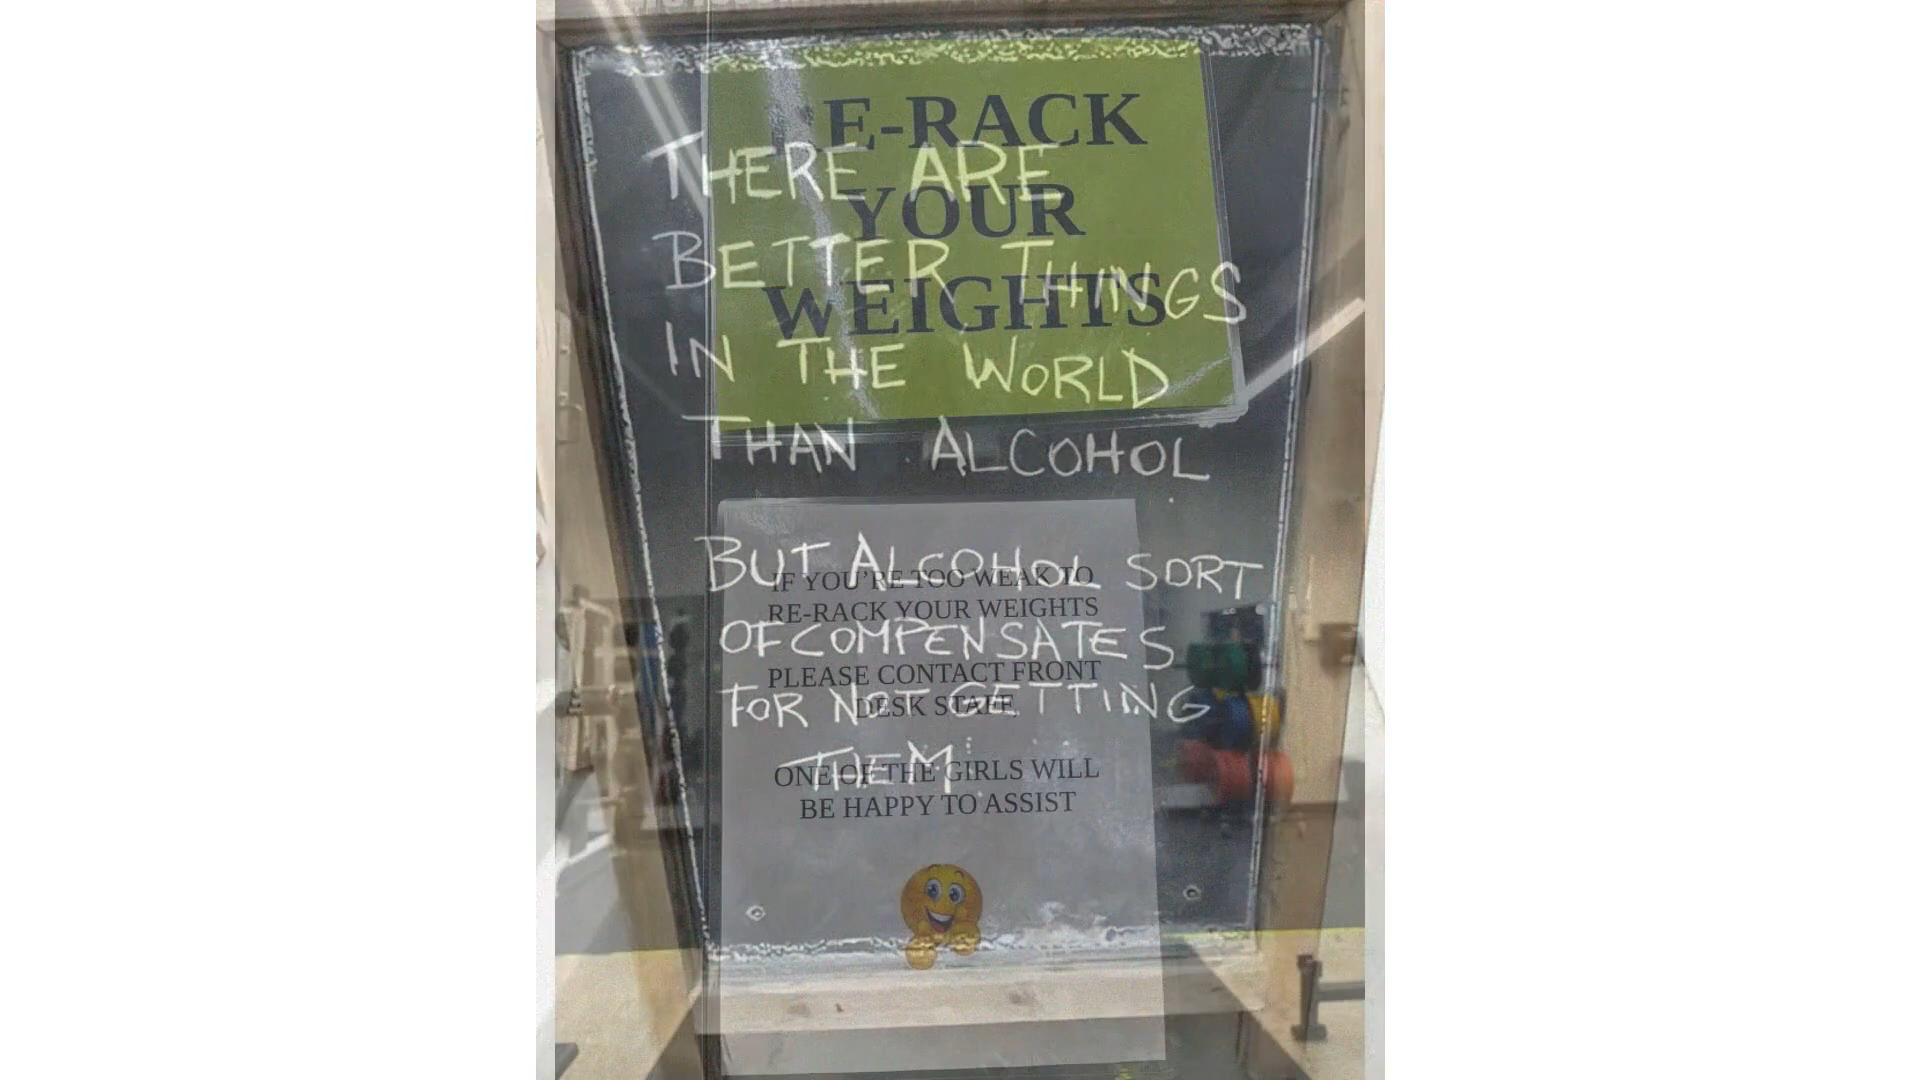 RE-RACK
YOUR
WEIGHTS
IF YOU'RE TOO WEAK TO
RE-RACK YOUR WEIGHTS
PLEASE CONTACT FRONT
DESK STAFF
ONE OF THE GIRLS WILL
BE HAPPY TO ASSIST
THERE ARE
BETTER THINGS
IN THE WORLD
THAN ALCOHOL
BUT ALCOHOL SORT
OF COMPENSATES
FOR NOT GETTING
THEM